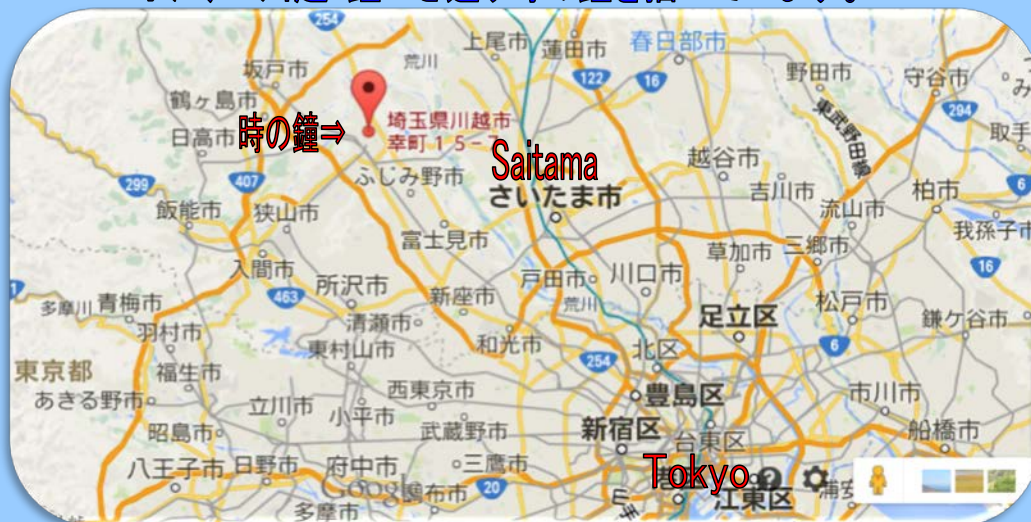 254
上尾市
蓮田市
春日部市
荒川
坂戸市
122
16
野田市
守谷市
鶴ヶ島市
294
東武野田線
時の鐘⇒
埼玉県川越市
幸町15-7
日高市
取手
Saitama
越谷市
ふじみ野市
299
407
さいたま市
吉川市
柏市
6
飯能市
狭山市
流山市
我孫子市
富士見市
草加市
三郷市
入間市
戸田市
川口市
16
所沢市
463
新座市
荒川
多摩川
青梅市
足立区
松戸市
鎌ケ谷市
羽村市
清瀬市
和光市
254
北区
6
東村山市
東京都
福生市
西東京市
豊島区
市川市
あきる野市
立川市
小平市
昭島市
武蔵野市
新宿区
台東区
船橋市
八王子市
日野市
府中市
三鷹市
Tokyo
Google
調布市
20
江東区
浦安
多摩市